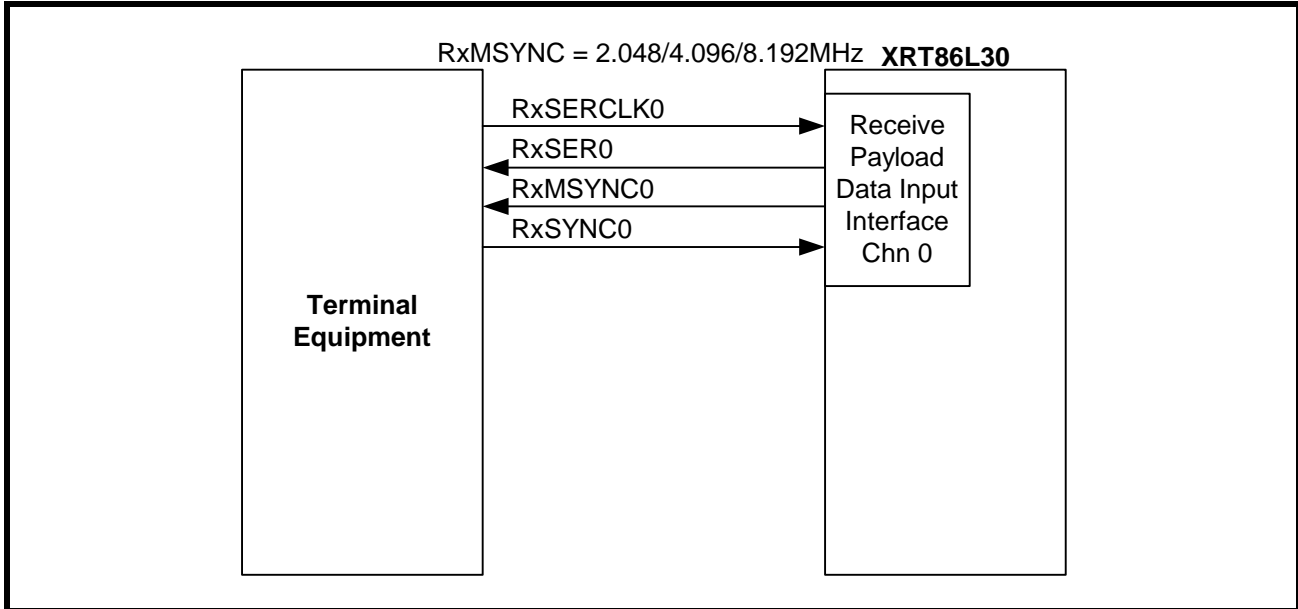 RxMSYNC = 2.048/4.096/8.192MHz XRT86L30
RxSERCLK0
RxSER0
RxMSYNC0
RxSYNC0
Receive
Payload
Data Input
Interface
Chn 0
Terminal
Equipment